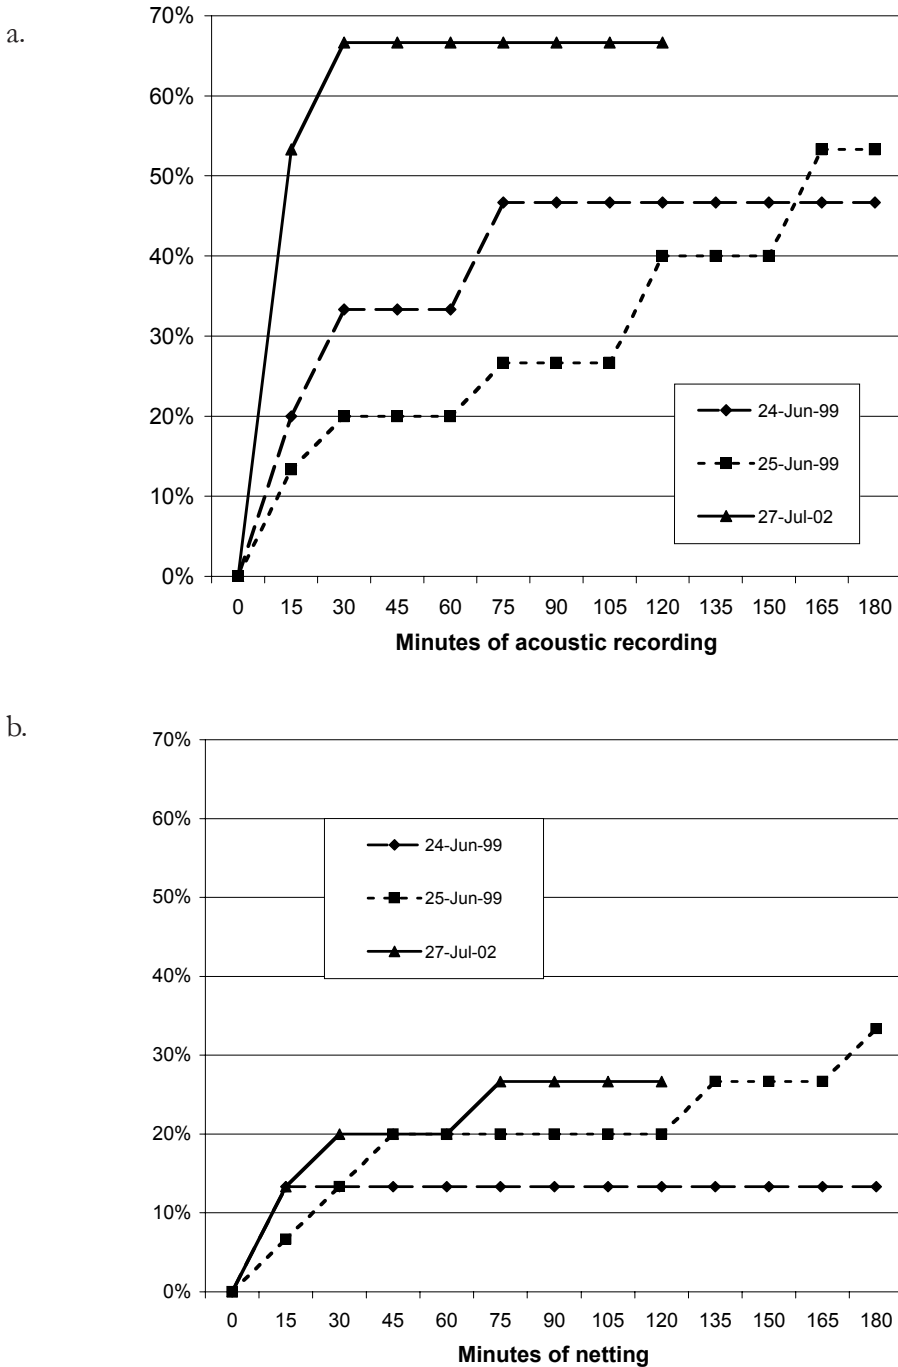 a.
70%
60%
50%
40%
30%
20%
10%
0%
24-Jun-99
25-Jun-99
27-Jul-02
0 15 30 45 60 75 90 105 120 135 150 165 180
Minutes of acoustic recording
b.
70%
60%
50%
40%
30%
20%
10%
0%
24-Jun-99
25-Jun-99
27-Jul-02
0 15 30 45 60 75 90 105 120 135 150 165 180
Minutes of netting